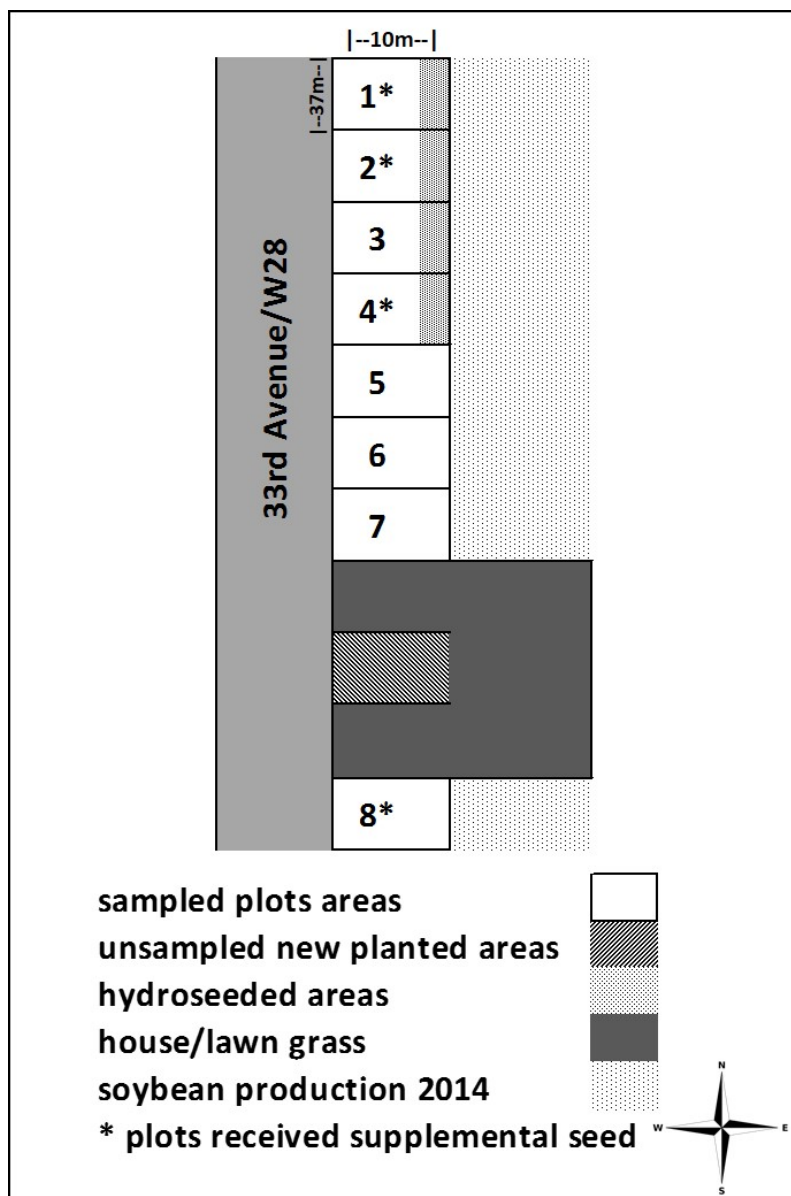 |--10m--|
|--37m--|
1*
2*
3
4*
5
6
7
8*
33rd Avenue/W28
sampled plots areas
unsampled new planted areas
hydroseeded areas
house/lawn grass
soybean production 2014
* plots received supplemental seed
N
W E
S